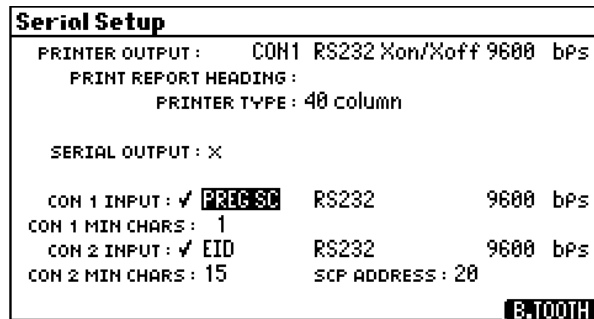 Serial Setup
PRINTER OUTPUT : CON1 RS232 Xon/Xoff 9600 bps
PRINT REPORT HEADING :
PRINTER TYPE : 40 column
SERIAL OUTPUT : ×
CON 1 INPUT : ✓ PREG SC RS232 9600 bps
CON 1 MIN CHARS : 1
CON 2 INPUT : ✓ EID RS232 9600 bps
CON 2 MIN CHARS : 15 SCP ADDRESS : 20
B.TOOTH